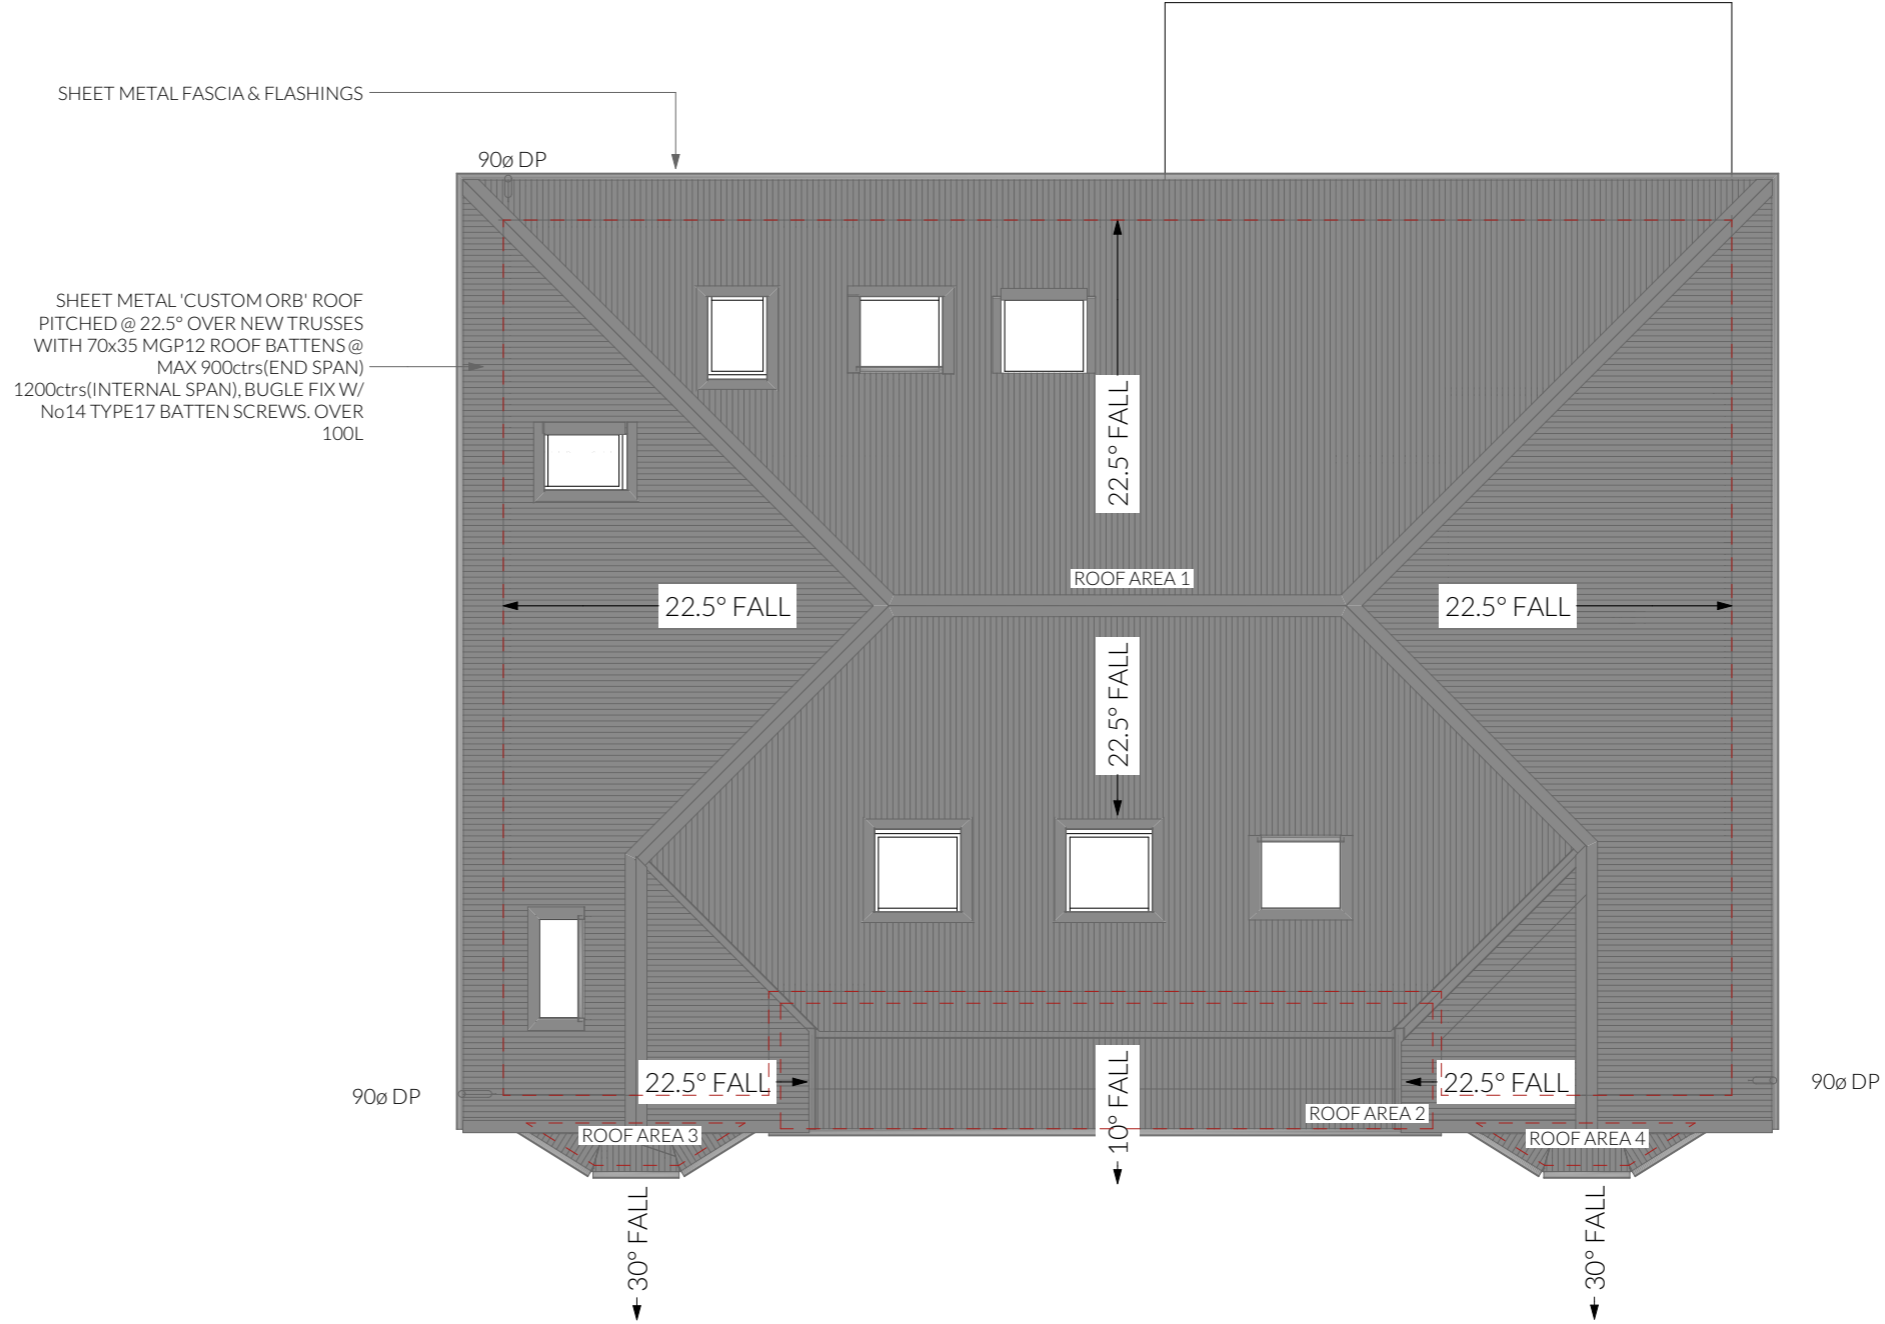 SHEET METAL FASCIA & FLASHINGS
90ø DP
SHEET METAL 'CUSTOM ORB' ROOF
PITCHED @ 22.5° OVER NEW TRUSSES
WITH 70x35 MGP12 ROOF BATTENS @
MAX 900ctrs(END SPAN)
1200ctrs(INTERNAL SPAN), BUGLE FIX W/
No14 TYPE17 BATTEN SCREWS. OVER
100L
22.5° FALL
ROOF AREA 1
22.5° FALL
22.5° FALL
22.5° FALL
22.5° FALL
22.5° FALL
90ø DP
90ø DP
10° FALL
ROOF AREA 2
ROOF AREA 3
ROOF AREA 4
30° FALL
30° FALL